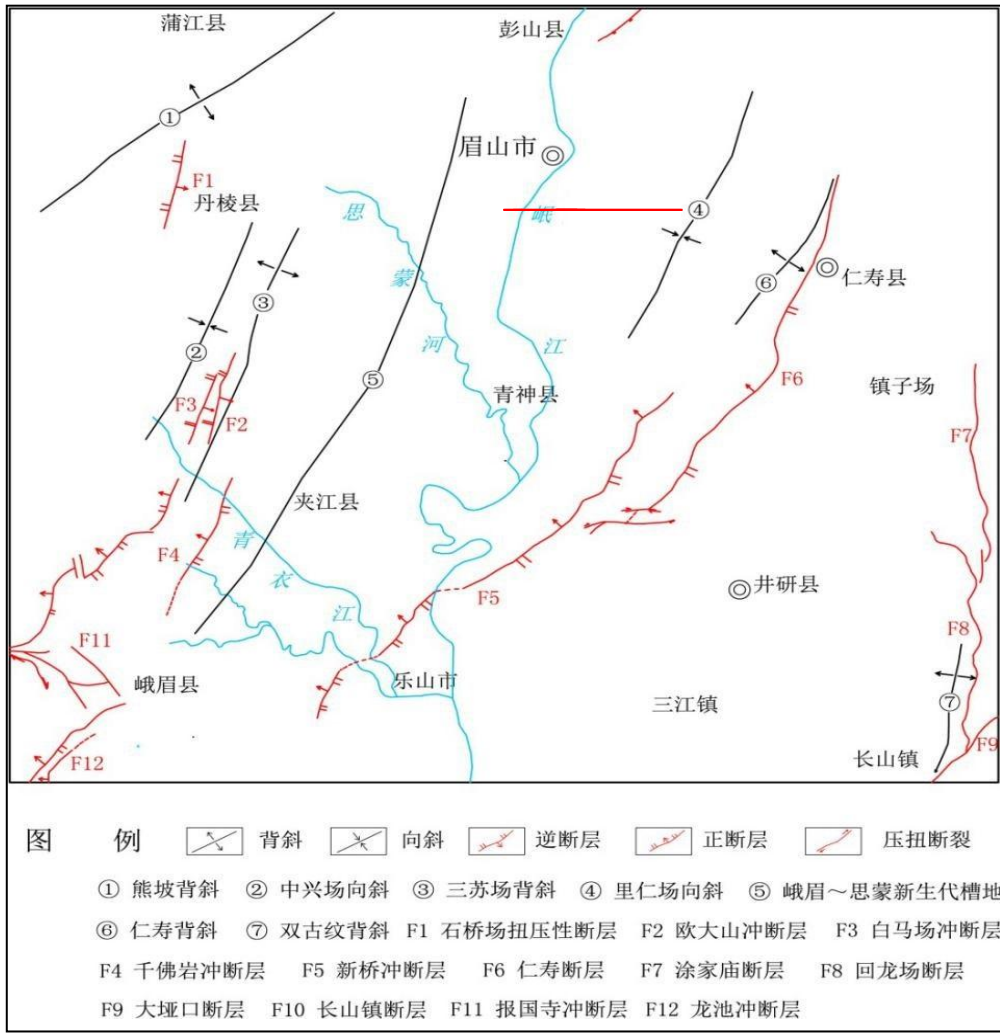 蒲江县
彭山县
①
眉山市
F1
丹棱县
思
岷
④
蒙
③
⑥
仁寿县
②
河
江
⑤
青神县
F6
镇子场
F3
F2
F7
夹江县
F4
青
衣
F5
井研县
江
F11
F8
峨眉县
乐山市
三江镇
⑦
F12
长山镇
F9
图 例 背斜 向斜 逆断层 正断层 压扭断裂
① 熊坡背斜 ② 中兴场向斜 ③ 三苏场背斜 ④ 里仁场向斜 ⑤ 峨眉～思蒙新生代槽地
⑥ 仁寿背斜 ⑦ 双古纹背斜 F1 石桥场扭压性断层 F2 欧大山冲断层 F3 白马场冲断层
F4 千佛岩冲断层 F5 新桥冲断层 F6 仁寿断层 F7 涂家庙断层 F8 回龙场断层
F9 大垭口断层 F10 长山镇断层 F11 报国寺冲断层 F12 龙池冲断层